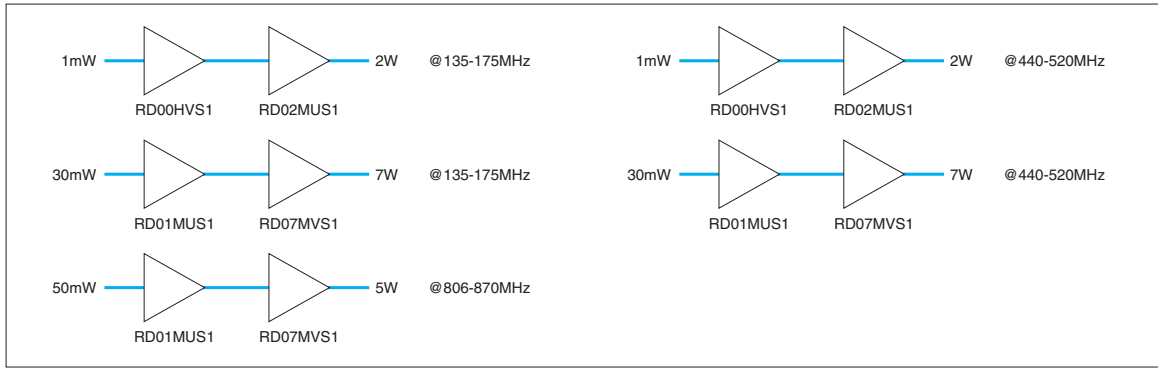 1mW 2W @135-175MHz
RD00HVS1 RD02MUS1
30mW 7W @135-175MHz
RD01MUS1 RD07MVS1
50mW 5W @806-870MHz
RD01MUS1 RD07MVS1
1mW 2W @440-520MHz
RD00HVS1 RD02MUS1
30mW 7W @440-520MHz
RD01MUS1 RD07MVS1